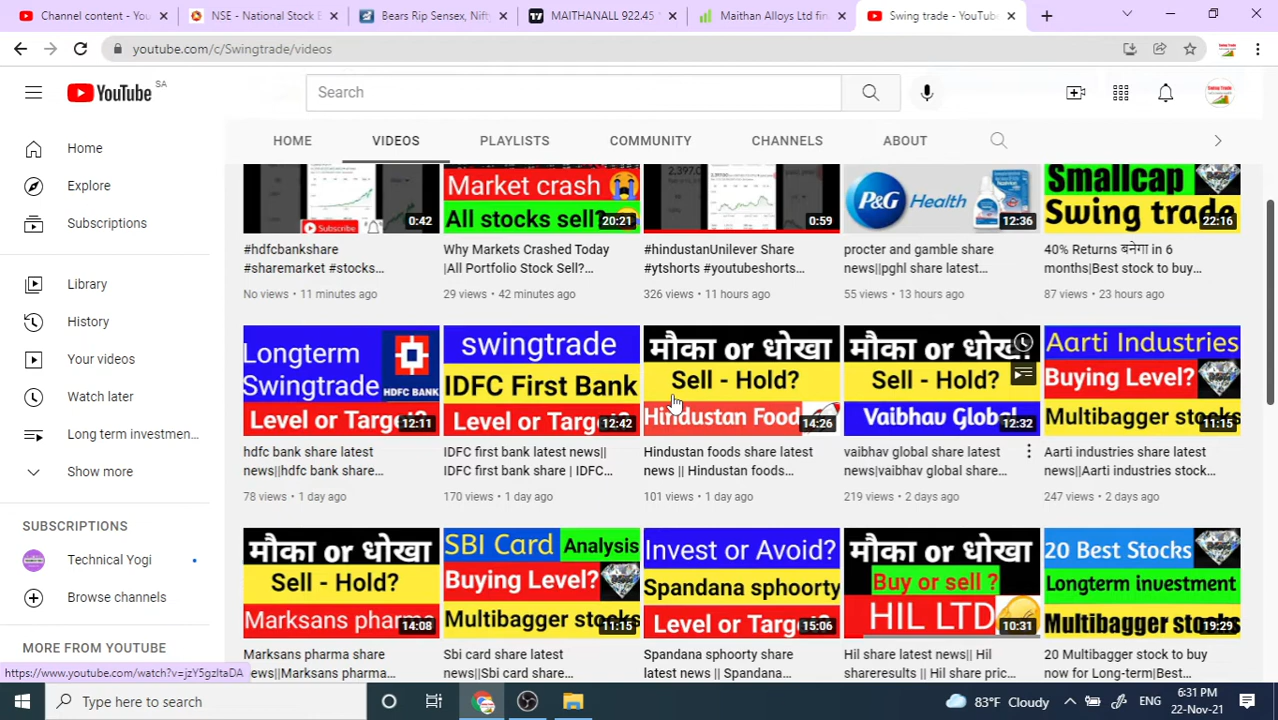 Channel content - YouTube
NSE - National Stock E
Bears Rip Sensex, Nifty
MAITHANALL 922.45
Maithan Alloys Ltd fin
Swing trade - YouTube
youtube.com/c/Swingtrade/videos
YouTube SA
Search
HOME VIDEOS PLAYLISTS COMMUNITY CHANNELS ABOUT
Home
Explore
Subscriptions
Library
History
Your videos
Watch later
Long term investmen...
Show more
SUBSCRIPTIONS
Technical Yogi
Browse channels
MORE FROM YOUTUBE
Subscribe
0:42
#hdfcbankshare
#sharemarket #stocks...
No views • 11 minutes ago
Market crash
All stocks sell?
20:21
Why Markets Crashed Today
|All Portfolio Stock Sell?...
29 views • 42 minutes ago
2,397.0
0:59
#hindustanUnilever Share
#ytshorts #youtubeshorts...
326 views • 11 hours ago
P&G Health
12:36
procter and gamble share
news||pghl share latest...
55 views • 13 hours ago
Smallcap
Swing trade
22:16
40% Returns बनेगा in 6
months|Best stock to buy...
87 views • 23 hours ago
Longterm
Swingtrade
HDFC BANK
Level or Target?
12:11
hdfc bank share latest
news||hdfc bank share...
78 views • 1 day ago
swingtrade
IDFC First Bank
Level or Target?
12:42
IDFC first bank latest news||
IDFC first bank share | IDFC...
170 views • 1 day ago
मौका or धोखा
Sell - Hold?
Hindustan Food
14:26
Hindustan foods share latest
news || Hindustan foods...
101 views • 1 day ago
मौका or धोखा
Sell - Hold?
Vaibhav Global
12:32
vaibhav global share latest
news|vaibhav global share...
219 views • 2 days ago
Aarti Industries
Buying Level?
Multibagger stocks
11:15
Aarti industries share latest
news||Aarti industries stock...
247 views • 2 days ago
मौका or धोखा
Sell - Hold?
Marksans pharma
14:08
Marksans pharma share
news||Marksans pharma...
SBI Card Analysis
Buying Level?
Multibagger stocks
11:15
Sbi card share latest
news||Sbi card share...
Invest or Avoid?
Spandana sphoorty
Level or Target?
15:06
Spandana sphoorty share
latest news || Spandana...
मौका or धोखा
Buy or sell ?
HIL LTD
10:31
Hil share latest news|| Hil
shareresults || Hil share pric...
20 Best Stocks
Longterm investment
Multibagger stocks
19:29
20 Multibagger stock to buy
now for Long-term|Best...
https://www.youtube.com/watch?v=jzY5gzItaDA
Type here to search
83°F Cloudy
ENG
6:31 PM
22-Nov-21